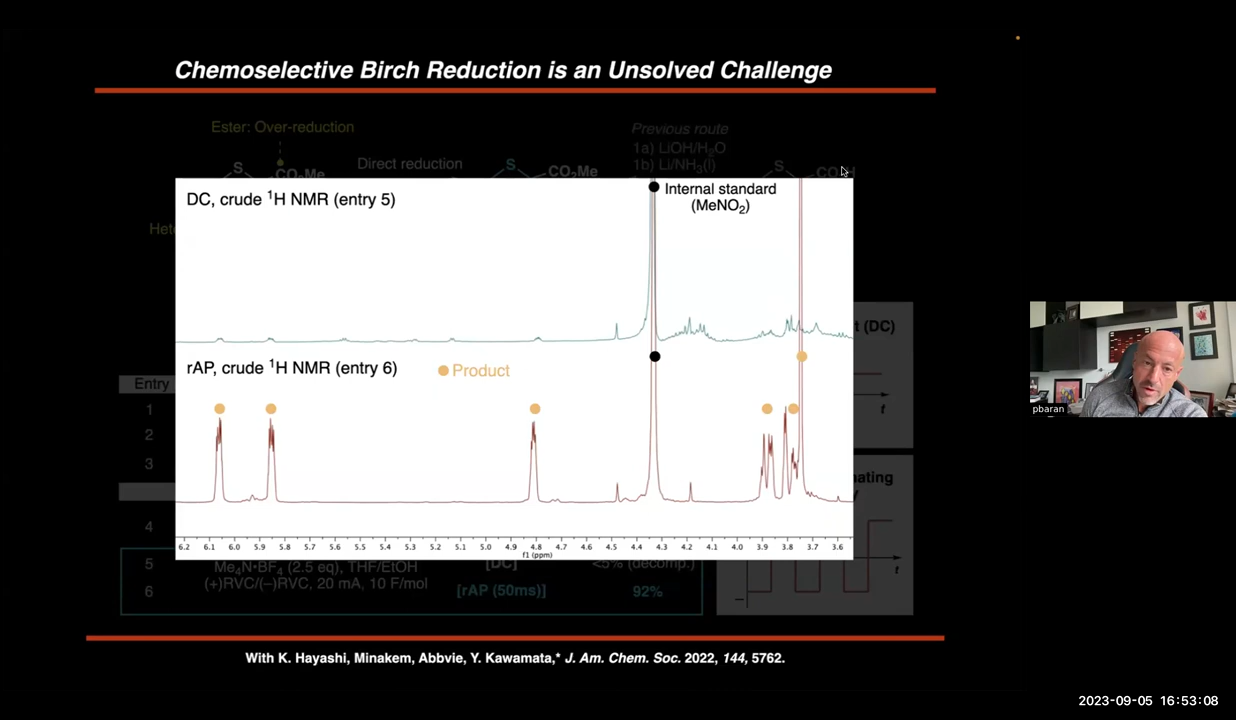 Chemoselective Birch Reduction is an Unsolved Challenge
Ester: Over-reduction
Previous route
1a) LiOH/H₂O
1b) Li/NH₃(l)
S
CO₂Me
Direct reduction
S
CO₂Me
S
DC, crude ¹H NMR (entry 5)
Internal standard
(MeNO₂)
t (DC)
rAP, crude ¹H NMR (entry 6)
Product
Entry
1
2
3
4
5
6
t
t
6.2 6.1 6.0 5.9 5.8 5.7 5.6 5.5 5.4 5.3 5.2 5.1 5.0 4.9 4.8 4.7 4.6 4.5 4.4 4.3 4.2 4.1 4.0 3.9 3.8 3.7 3.6
f1 (ppm)
Me₄N•BF₄ (2.5 eq), THF/EtOH
[DC]
<5% (decomp.)
(+)RVC/(–)RVC, 20 mA, 10 F/mol
[rAP (50ms)]
92%
With K. Hayashi, Minakem, Abbvie, Y. Kawamata,* J. Am. Chem. Soc. 2022, 144, 5762.
pbaran
2023-09-05 16:53:08